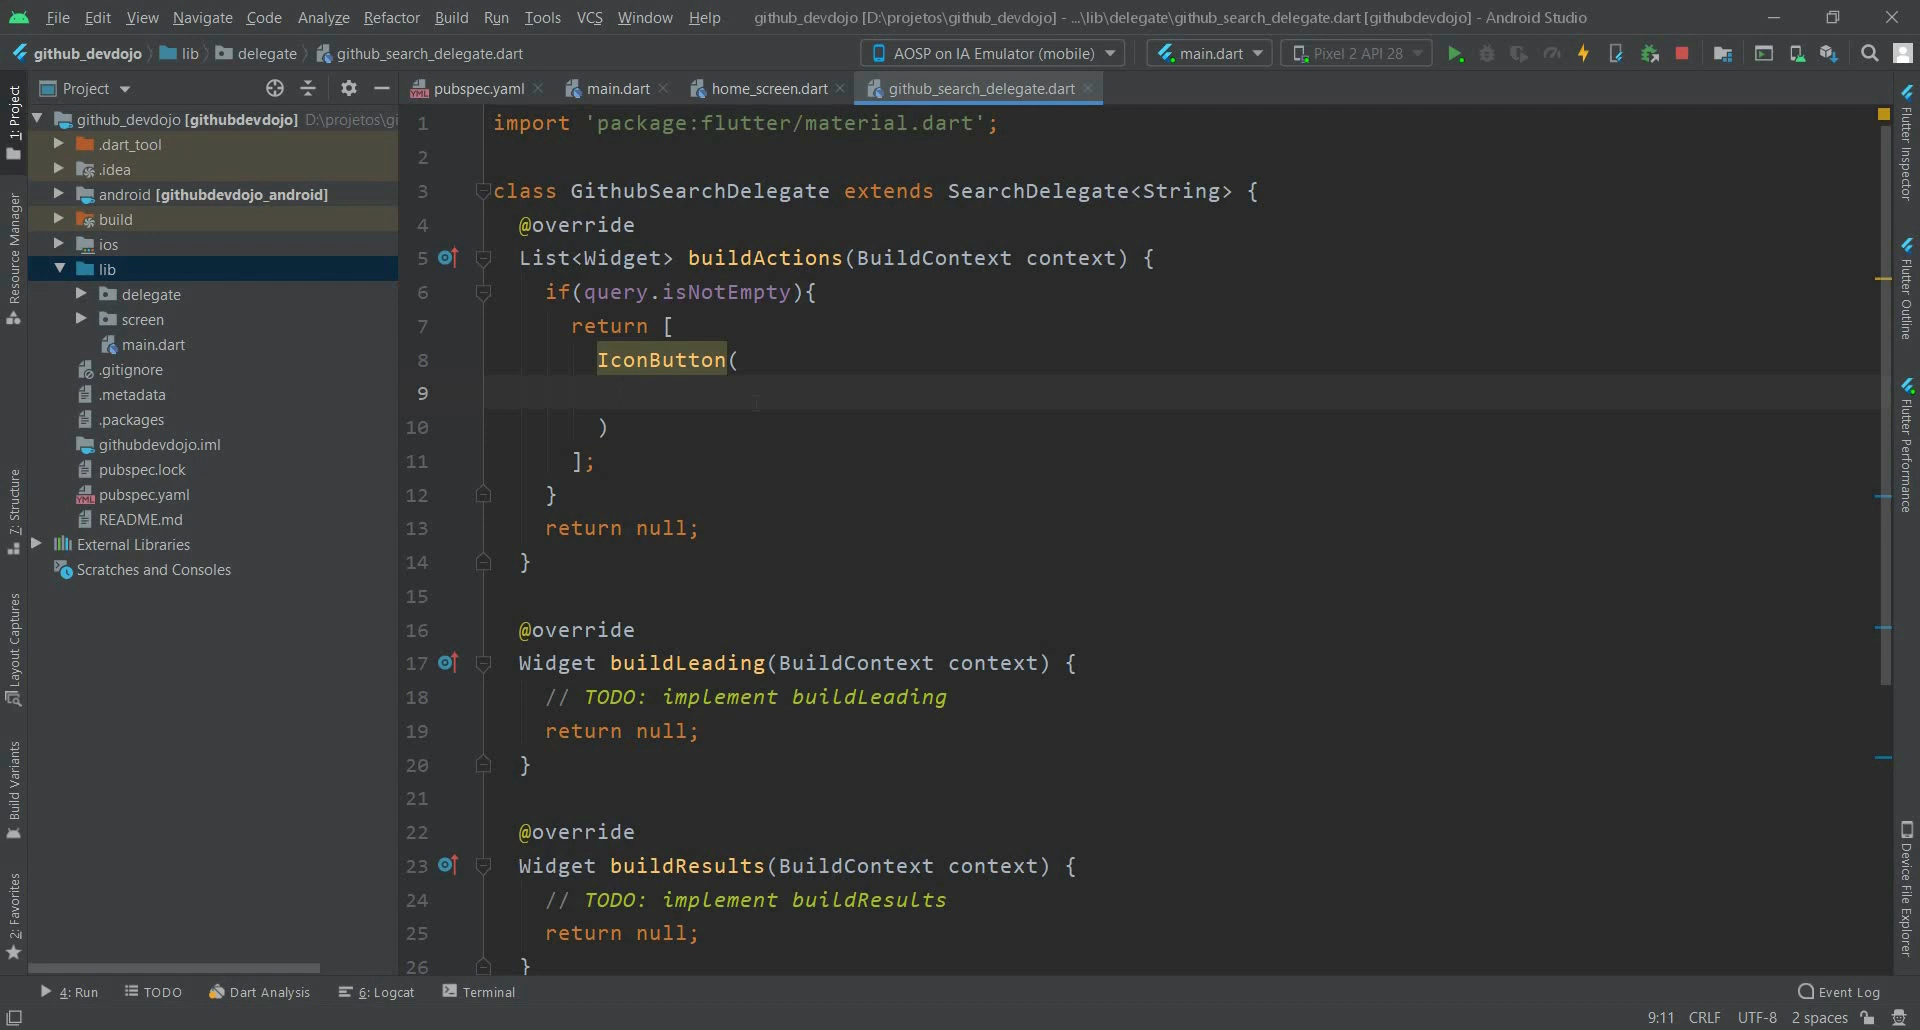 File Edit View Navigate Code Analyze Refactor Build Run Tools VCS Window Help github_devdojo [D:\projetos\github_devdojo] - ...\lib\delegate\github_search_delegate.dart [githubdevdojo] - Android Studio
github_devdojo lib delegate github_search_delegate.dart AOSP on IA Emulator (mobile) main.dart Pixel 2 API 28
Project pubspec.yaml main.dart home_screen.dart github_search_delegate.dart
github_devdojo [githubdevdojo] D:\projetos\gi
.dart_tool
.idea
android [githubdevdojo_android]
build
ios
lib
delegate
screen
main.dart
.gitignore
.metadata
.packages
githubdevdojo.iml
pubspec.lock
pubspec.yaml
README.md
External Libraries
Scratches and Consoles
1: Project
Resource Manager
7: Structure
Layout Captures
Build Variants
2: Favorites
1 import 'package:flutter/material.dart';
2
3 class GithubSearchDelegate extends SearchDelegate<String> {
4 @override
5 List<Widget> buildActions(BuildContext context) {
6 if(query.isNotEmpty){
7 return [
8 IconButton(
9
10 )
11 ];
12 }
13 return null;
14 }
15
16 @override
17 Widget buildLeading(BuildContext context) {
18 // TODO: implement buildLeading
19 return null;
20 }
21
22 @override
23 Widget buildResults(BuildContext context) {
24 // TODO: implement buildResults
25 return null;
26 }
Flutter Inspector
Flutter Outline
Flutter Performance
Device File Explorer
4: Run TODO Dart Analysis 6: Logcat Terminal Event Log
9:11 CRLF UTF-8 2 spaces